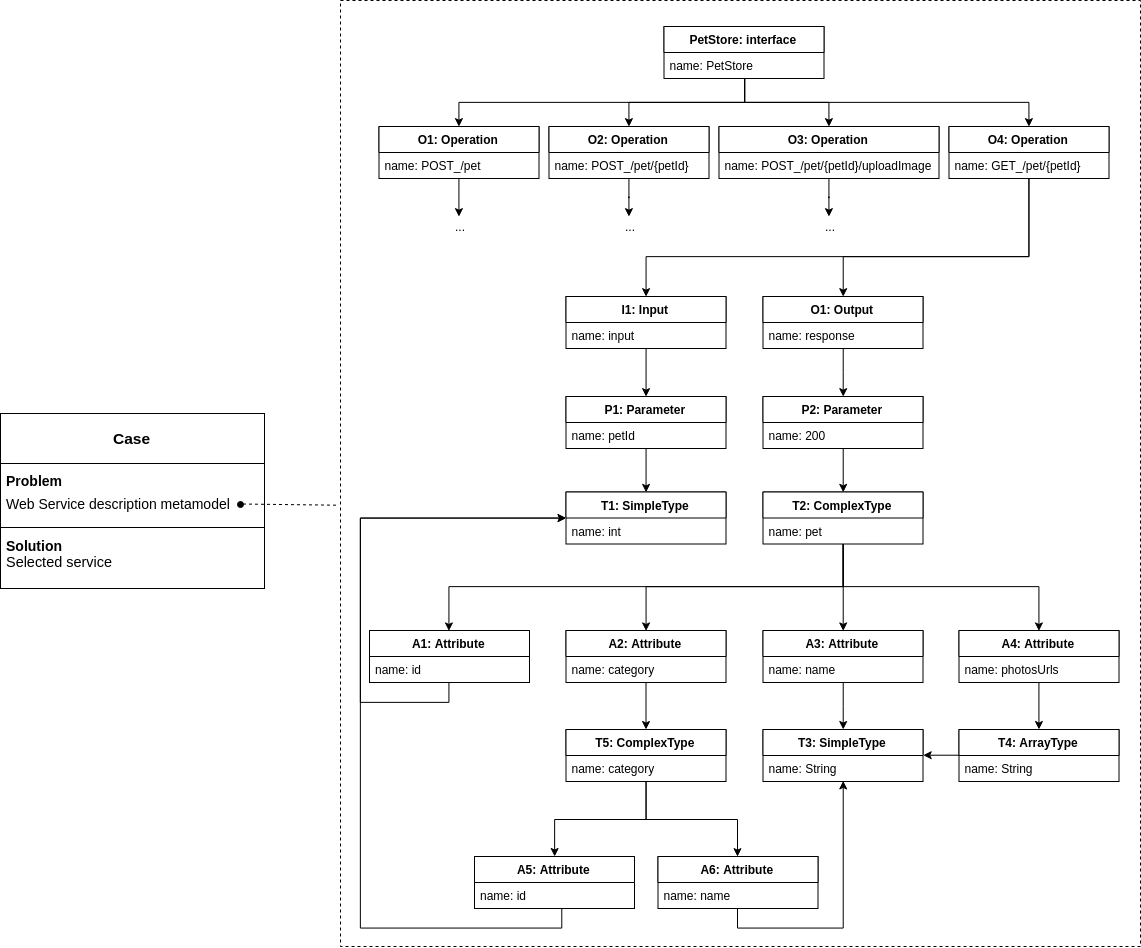 PetStore: interface
name: PetStore
O1: Operation
name: POST_/pet
O2: Operation
name: POST_/pet/{petId}
O3: Operation
name: POST_/pet/{petId}/uploadImage
O4: Operation
name: GET_/pet/{petId}
...
...
...
I1: Input
name: input
O1: Output
name: response
P1: Parameter
name: petId
P2: Parameter
name: 200
Case
Problem
Web Service description metamodel
Solution
Selected service
T1: SimpleType
name: int
T2: ComplexType
name: pet
A1: Attribute
name: id
A2: Attribute
name: category
A3: Attribute
name: name
A4: Attribute
name: photosUrls
T5: ComplexType
name: category
T3: SimpleType
name: String
T4: ArrayType
name: String
A5: Attribute
name: id
A6: Attribute
name: name